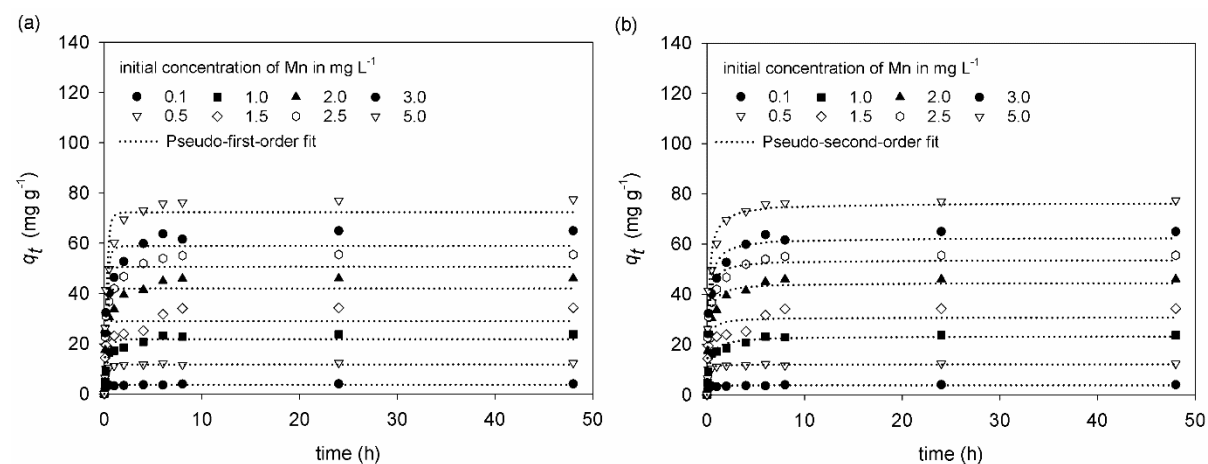 (a)
140
120
100
80
60
40
20
0
q_t (mg g⁻¹)
initial concentration of Mn in mg L⁻¹
0.1 1.0 2.0 3.0
0.5 1.5 2.5 5.0
Pseudo-first-order fit
0 10 20 30 40 50
time (h)
(b)
140
120
100
80
60
40
20
0
q_t (mg g⁻¹)
initial concentration of Mn in mg L⁻¹
0.1 1.0 2.0 3.0
0.5 1.5 2.5 5.0
Pseudo-second-order fit
0 10 20 30 40 50
time (h)